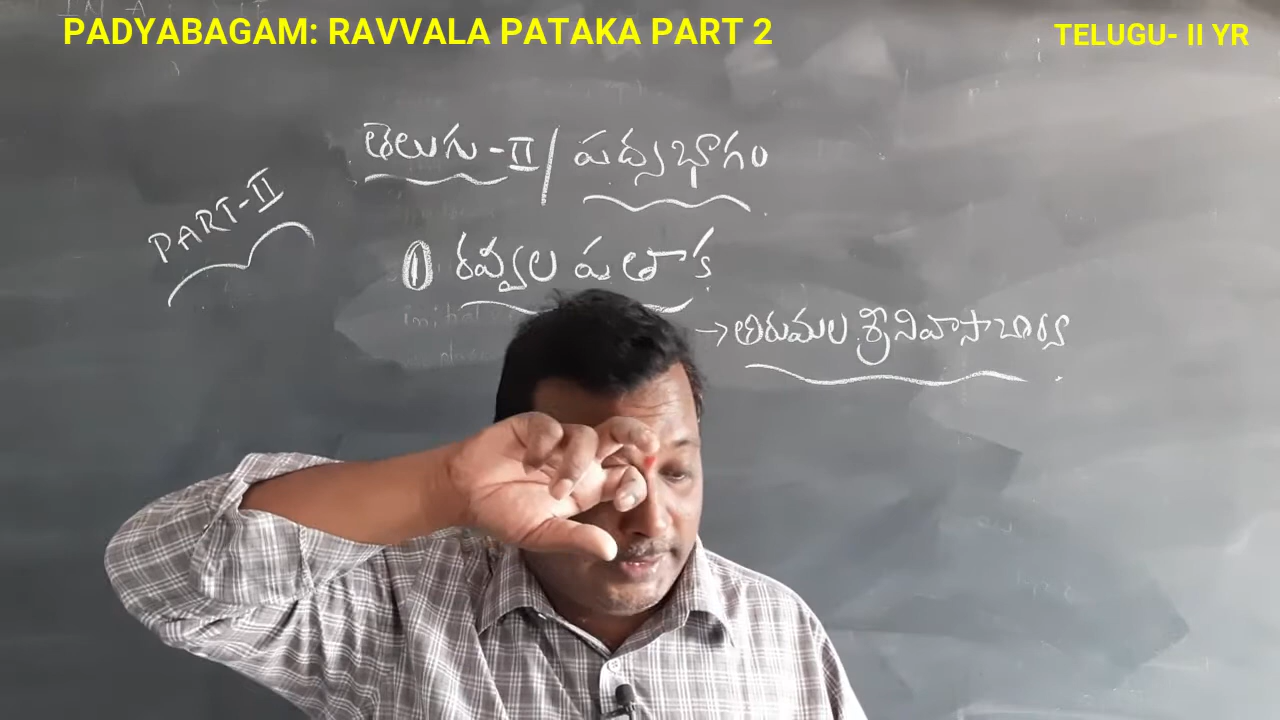 PADYABAGAM: RAVVALA PATAKA PART 2
TELUGU- II YR
తెలుగు - II / పద్యభాగం
PART-II
① రవ్వల పతాక
→ తిరుమల శ్రీనివాసాచార్య